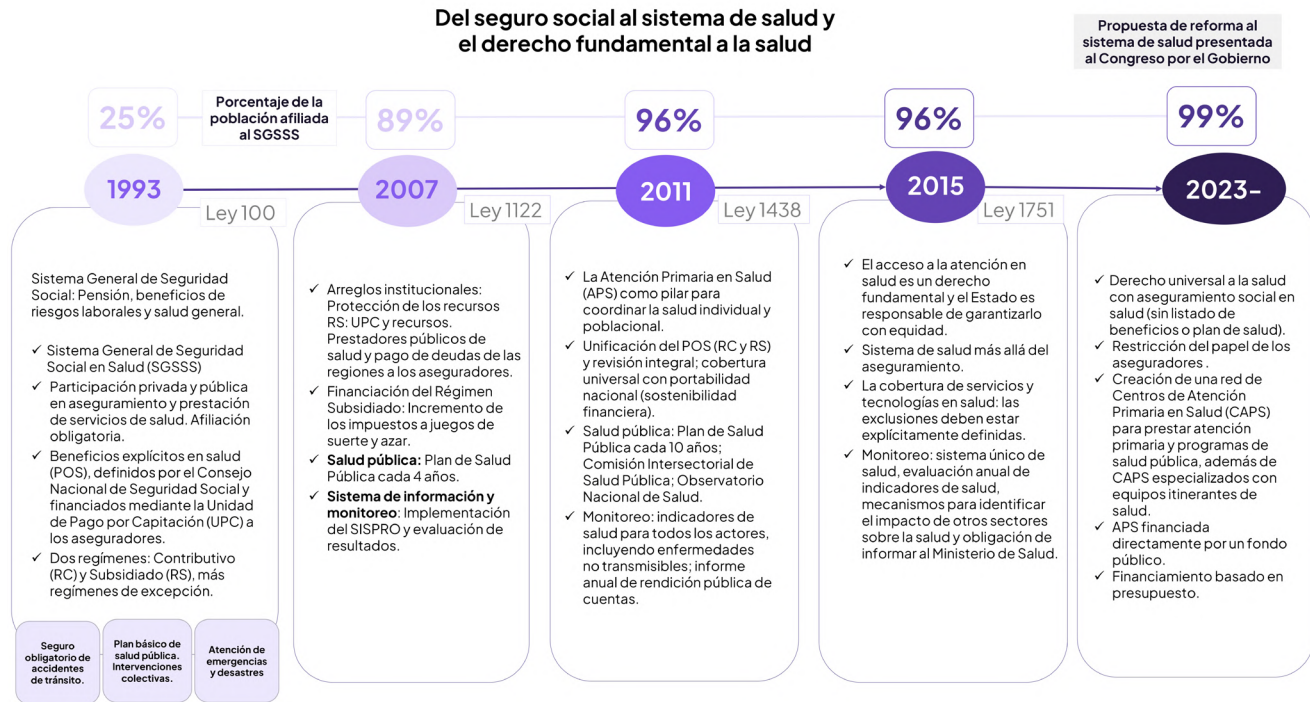 Del seguro social al sistema de salud y
el derecho fundamental a la salud
Propuesta de reforma al
sistema de salud presentada
al Congreso por el Gobierno
25%
Porcentaje de la
población afiliada
al SGSSS
89%
96%
96%
99%
1993
2007
2011
2015
2023-
Ley 100
Ley 1122
Ley 1438
Ley 1751
Sistema General de Seguridad
Social: Pensión, beneficios de
riesgos laborales y salud general.
✓ Sistema General de Seguridad
Social en Salud (SGSSS)
✓ Participación privada y pública
en aseguramiento y prestación
de servicios de salud. Afiliación
obligatoria.
✓ Beneficios explícitos en salud
(POS), definidos por el Consejo
Nacional de Seguridad Social y
financiados mediante la Unidad
de Pago por Capitación (UPC) a
los aseguradores.
✓ Dos regímenes: Contributivo
(RC) y Subsidiado (RS), más
regímenes de excepción.
Seguro
obligatorio de
accidentes
de tránsito.
Plan básico de
salud pública.
Intervenciones
colectivas.
Atención de
emergencias
y desastres
✓ Arreglos institucionales:
Protección de los recursos
RS: UPC y recursos.
Prestadores públicos de
salud y pago de deudas de las
regiones a los aseguradores.
✓ Financiación del Régimen
Subsidiado: Incremento de
los impuestos a juegos de
suerte y azar.
✓ Salud pública: Plan de Salud
Pública cada 4 años.
✓ Sistema de información y
monitoreo: Implementación
del SISPRO y evaluación de
resultados.
✓ La Atención Primaria en Salud
(APS) como pilar para
coordinar la salud individual y
poblacional.
✓ Unificación del POS (RC y RS)
y revisión integral; cobertura
universal con portabilidad
nacional (sostenibilidad
financiera).
✓ Salud pública: Plan de Salud
Pública cada 10 años;
Comisión Intersectorial de
Salud Pública; Observatorio
Nacional de Salud.
✓ Monitoreo: indicadores de
salud para todos los actores,
incluyendo enfermedades
no transmisibles; informe
anual de rendición pública de
cuentas.
✓ El acceso a la atención en
salud es un derecho
fundamental y el Estado es
responsable de garantizarlo
con equidad.
✓ Sistema de salud más allá del
aseguramiento.
✓ La cobertura de servicios y
tecnologías en salud: las
exclusiones deben estar
explícitamente definidas.
✓ Monitoreo: sistema único de
salud, evaluación anual de
indicadores de salud,
mecanismos para identificar
el impacto de otros sectores
sobre la salud y obligación de
informar al Ministerio de Salud.
✓ Derecho universal a la salud
con aseguramiento social en
salud (sin listado de
beneficios o plan de salud).
✓ Restricción del papel de los
aseguradores .
✓ Creación de una red de
Centros de Atención
Primaria en Salud (CAPS)
para prestar atención
primaria y programas de
salud pública, además de
CAPS especializados con
equipos itinerantes de
salud.
✓ APS financiada
directamente por un fondo
público.
✓ Financiamiento basado en
presupuesto.